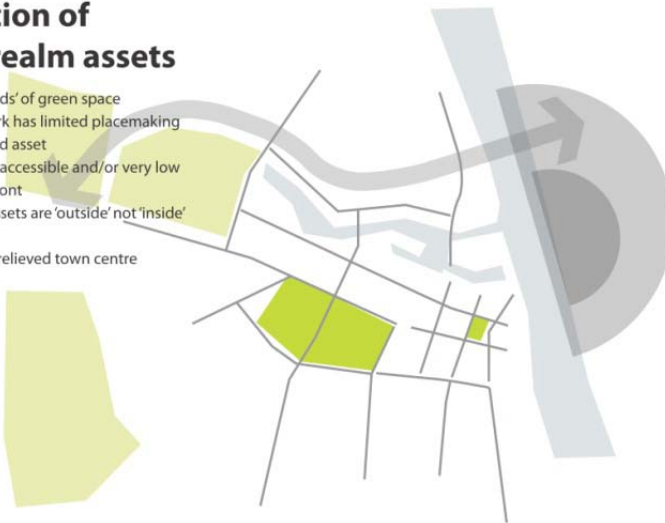 tion of
realm assets
ds' of green space
rk has limited placemaking
d asset
accessible and/or very low
ont
ssets are 'outside' not 'inside'
relieved town centre